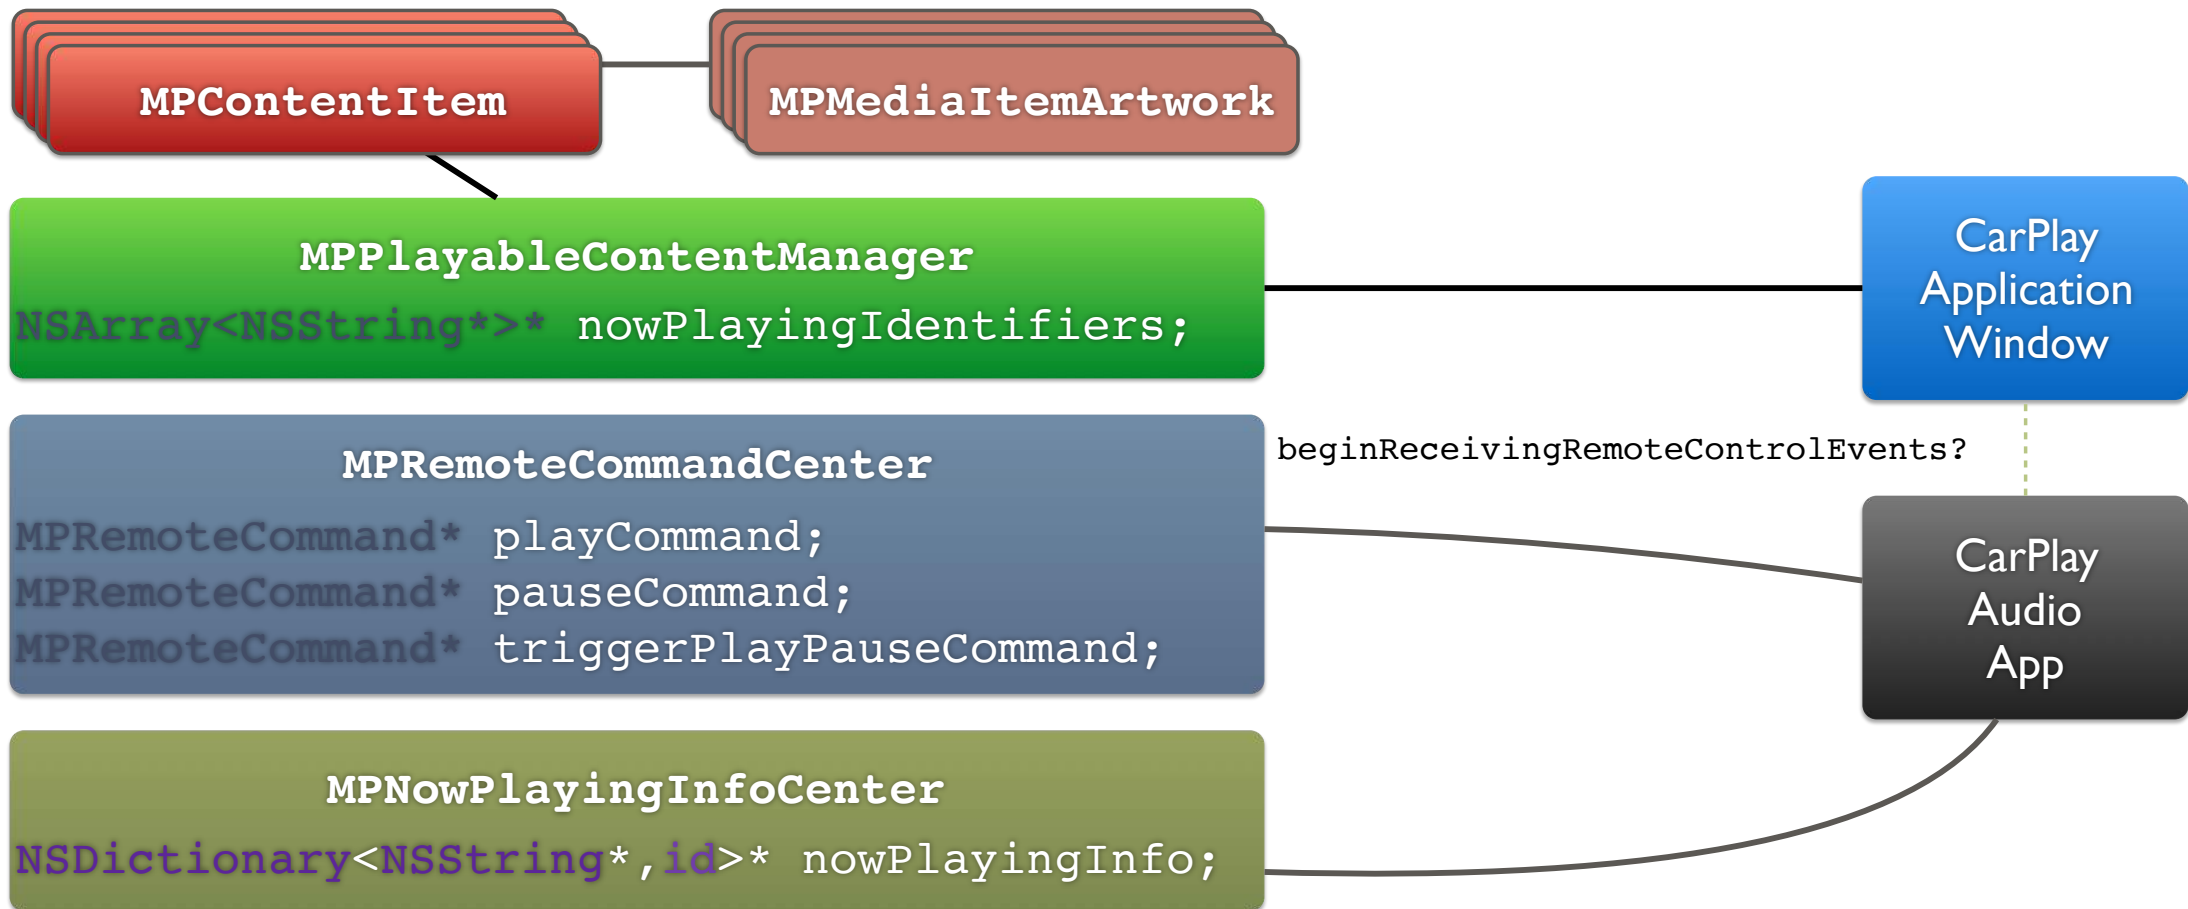 MPContentItem
MPMediaItemArtwork
MPPlayableContentManager
NSArray<NSString*>* nowPlayingIdentifiers;
CarPlay
Application
Window
MPRemoteCommandCenter
MPRemoteCommand* playCommand;
MPRemoteCommand* pauseCommand;
MPRemoteCommand* triggerPlayPauseCommand;
beginReceivingRemoteControlEvents?
CarPlay
Audio
App
MPNowPlayingInfoCenter
NSDictionary<NSString*,id>* nowPlayingInfo;